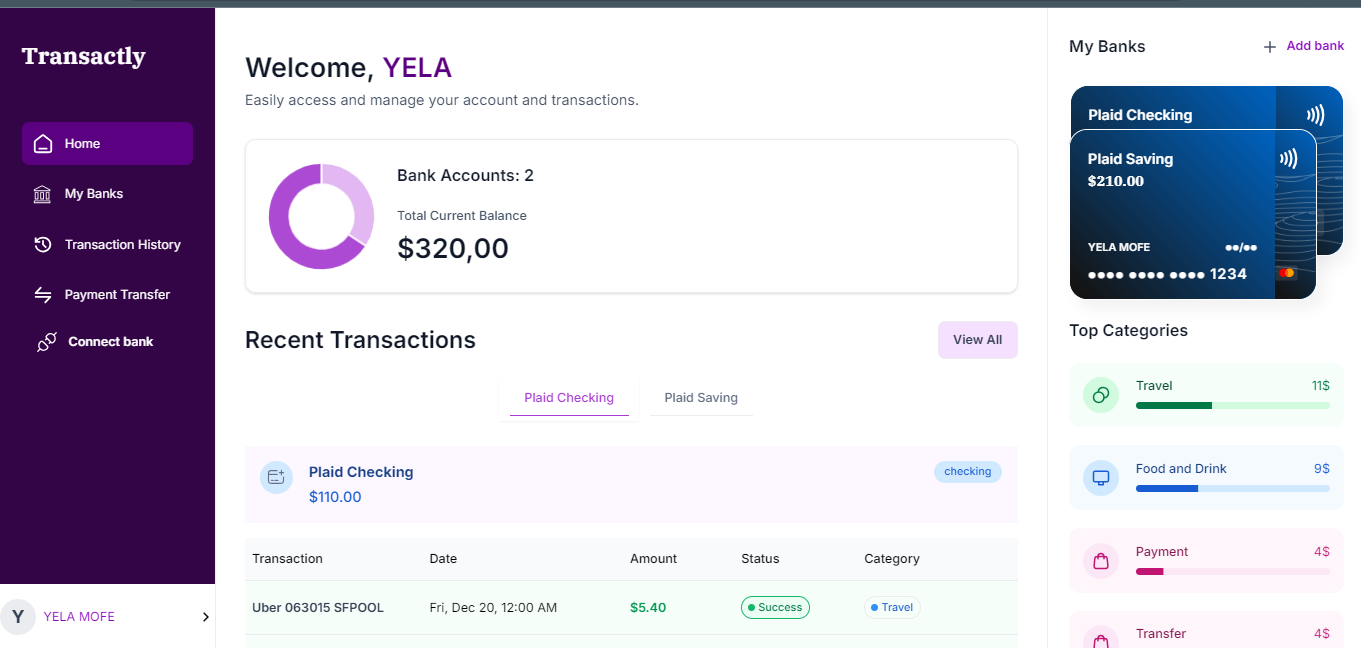 Transactly
Home
My Banks
Transaction History
Payment Transfer
Connect bank
Y YELA MOFE
Welcome, YELA
Easily access and manage your account and transactions.
Bank Accounts: 2
Total Current Balance
$320,00
Recent Transactions
View All
Plaid Checking Plaid Saving
Plaid Checking checking
$110.00
Transaction Date Amount Status Category
Uber 063015 SFPOOL Fri, Dec 20, 12:00 AM $5.40 Success Travel
My Banks + Add bank
Plaid Checking
Plaid Saving
$210.00
YELA MOFE ●●/●●
●●●● ●●●● ●●●● 1234
Top Categories
Travel 11$
Food and Drink 9$
Payment 4$
Transfer 4$